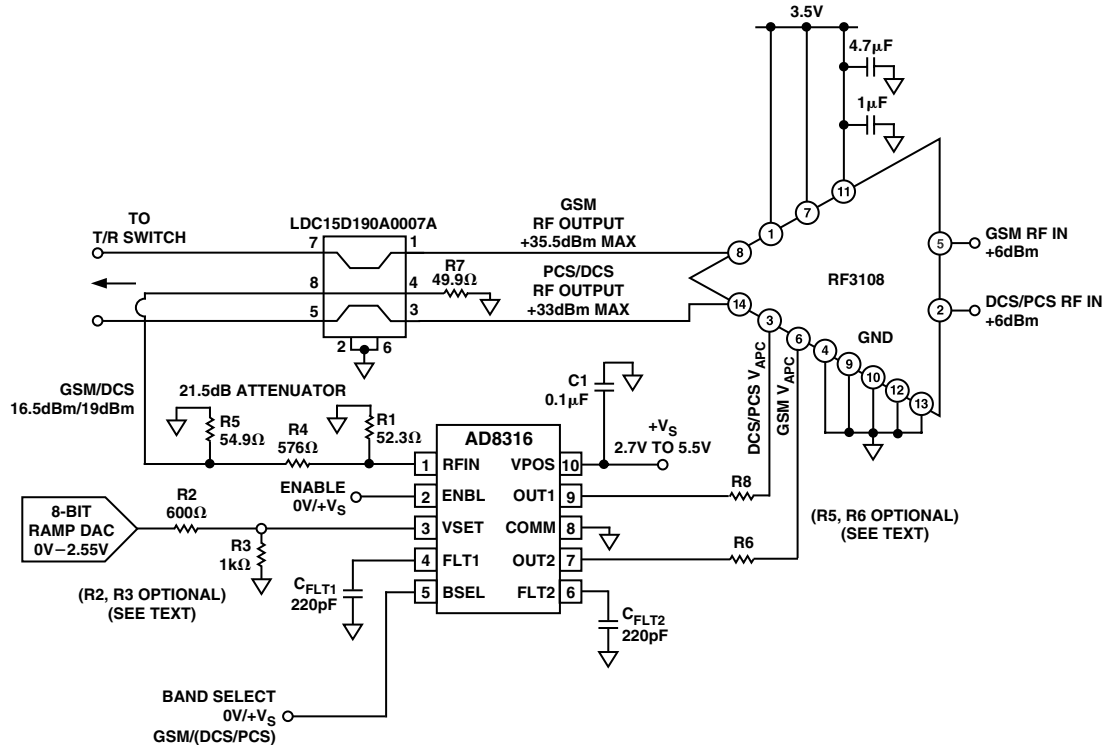 3.5V
4.7μF
1μF
11
7
1
8
14
3
6
4
9
10
12
13
5
2
GSM RF IN
+6dBm
DCS/PCS RF IN
+6dBm
RF3108
GND
TO
T/R SWITCH
LDC15D190A0007A
7
1
8
4
5
3
2
6
GSM
RF OUTPUT
+35.5dBm MAX
R7
49.9Ω
PCS/DCS
RF OUTPUT
+33dBm MAX
DCS/PCS VAPC
GSM VAPC
GSM/DCS
16.5dBm/19dBm
21.5dB ATTENUATOR
R5
54.9Ω
R4
576Ω
R1
52.3Ω
C1
0.1μF
+VS
2.7V TO 5.5V
AD8316
1
RFIN
VPOS
10
2
ENBL
OUT1
9
3
VSET
COMM
8
4
FLT1
OUT2
7
5
BSEL
FLT2
6
ENABLE
0V/+VS
8-BIT
RAMP DAC
0V–2.55V
R2
600Ω
R3
1kΩ
(R2, R3 OPTIONAL)
(SEE TEXT)
CFLT1
220pF
CFLT2
220pF
R8
R6
(R5, R6 OPTIONAL)
(SEE TEXT)
BAND SELECT
0V/+VS
GSM/(DCS/PCS)